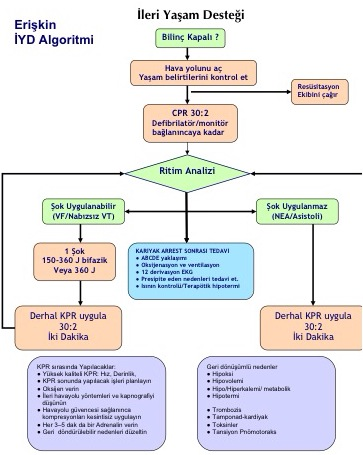 İleri Yaşam Desteği
Erişkin
İYD Algoritmi
Bilinç Kapalı ?
Hava yolunu aç
Yaşam belirtilerini kontrol et
Resüsitasyon
Ekibini çağır
CPR 30:2
Defibrilatör/monitör
bağlanıncaya kadar
Ritim Analizi
Şok Uygulanabilir
(VF/Nabızsız VT)
Şok Uygulanmaz
(NEA/Asistoli)
1 Şok
150-360 J bifazik
Veya 360 J
KARIYAK ARREST SONRASI TEDAVI
• ABCDE yaklaşımı
• Oksijenasyon ve ventilasyon
• 12 derivasyon EKG
• Presipite eden nedenleri tedavi et.
• Isının kontrolü/Terapötik hipotermi
Derhal KPR uygula
30:2
İki Dakika
Derhal KPR uygula
30:2
İki Dakika
KPR sırasında Yapılacaklar:
• Yüksek kaliteli KPR: Hız, Derinlik,
• KPR sonunda yapılacak işleri planlayın
• Oksijen verin
• İleri havayolu yöntemleri ve kapnografiyi
düşünün
• Havayolu güvencesi sağlanınca
kompresyonları kesintisiz uygulayın
• Her 3–5 dak da bir Adrenalin verin
• Geri döndürülebilir nedenleri düzeltin
Geri dönüşümlü nedenler
• Hipoksi
• Hipovolemi
• Hipo/Hiperkalemi/ metabolik
• Hipotermi
• Trombozis
• Tamponad-kardiyak
• Toksinler
• Tansiyon Pnömotoraks